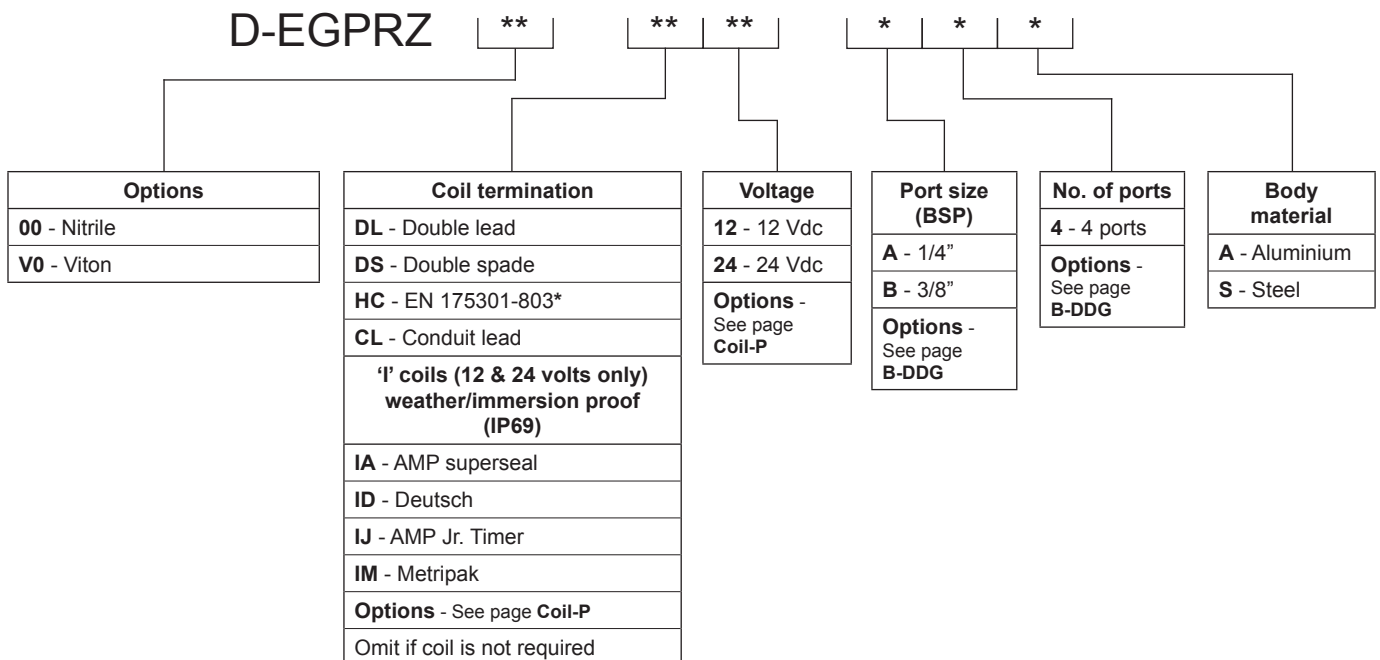 D-EGPRZ ** ** ** * * *
Options
00 - Nitrile
V0 - Viton
Coil termination
DL - Double lead
DS - Double spade
HC - EN 175301-803*
CL - Conduit lead
‘I’ coils (12 & 24 volts only)
weather/immersion proof
(IP69)
IA - AMP superseal
ID - Deutsch
IJ - AMP Jr. Timer
IM - Metripak
Options - See page Coil-P
Omit if coil is not required
Voltage
12 - 12 Vdc
24 - 24 Vdc
Options -
See page
Coil-P
Port size
(BSP)
A - 1/4”
B - 3/8”
Options -
See page
B-DDG
No. of ports
4 - 4 ports
Options -
See page
B-DDG
Body
material
A - Aluminium
S - Steel